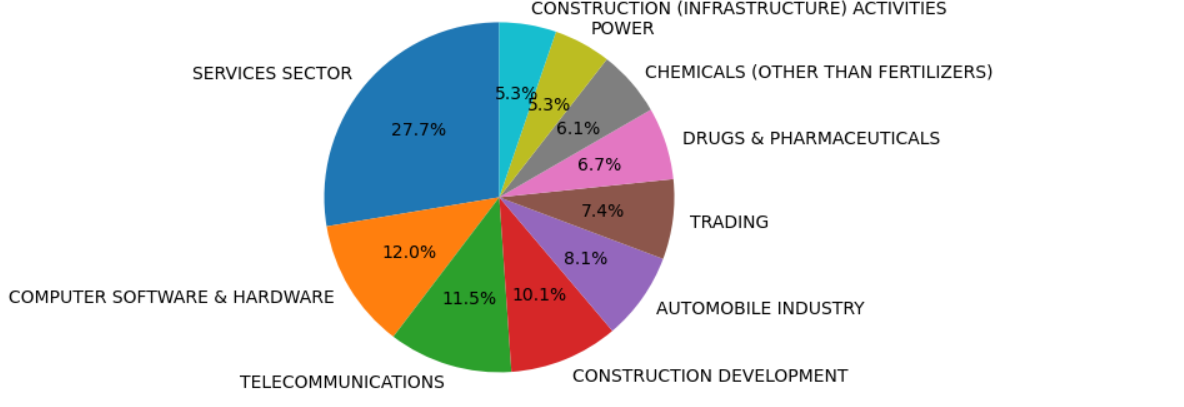 CONSTRUCTION (INFRASTRUCTURE) ACTIVITIES
POWER
SERVICES SECTOR
CHEMICALS (OTHER THAN FERTILIZERS)
5.3%
5.3%
27.7%
6.1%
DRUGS & PHARMACEUTICALS
6.7%
7.4%
TRADING
12.0%
8.1%
COMPUTER SOFTWARE & HARDWARE
11.5%
10.1%
AUTOMOBILE INDUSTRY
TELECOMMUNICATIONS
CONSTRUCTION DEVELOPMENT